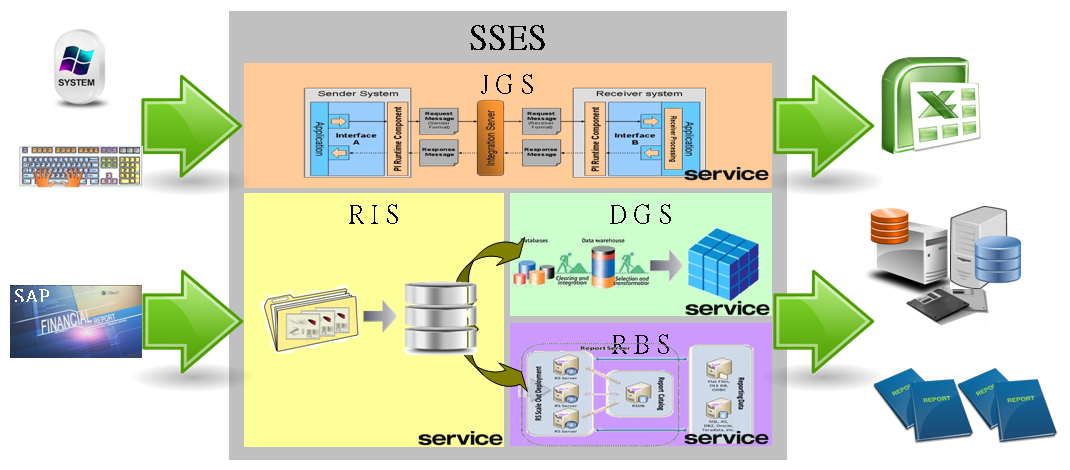 SSES
SYSTEM
JGS
Sender System
Receiver system
Application
Interface
A
PI Runtime Component
Request
Message
(Sender
Format)
Response
Message
Integration Server
Request
Message
(Receiver
Format)
Response
Message
PI Runtime Component
Interface
B
Receiver Processing
Application
service
RIS
service
DGS
Databases
Data warehouse
Clearing and
integration
Selection and
transformation
service
SAP
FINANCIAL
REPORT
RBS
Report Server
RS Scale Out Deployment
RS Server
RS Server
RS Server
RSDB
Report Catalog
Flat Files,
OLE DB,
ODBC
SQL, AS,
DB2, Oracle,
Teradata, etc.
Reporting Data
service
REPORT
REPORT
REPORT
REPORT